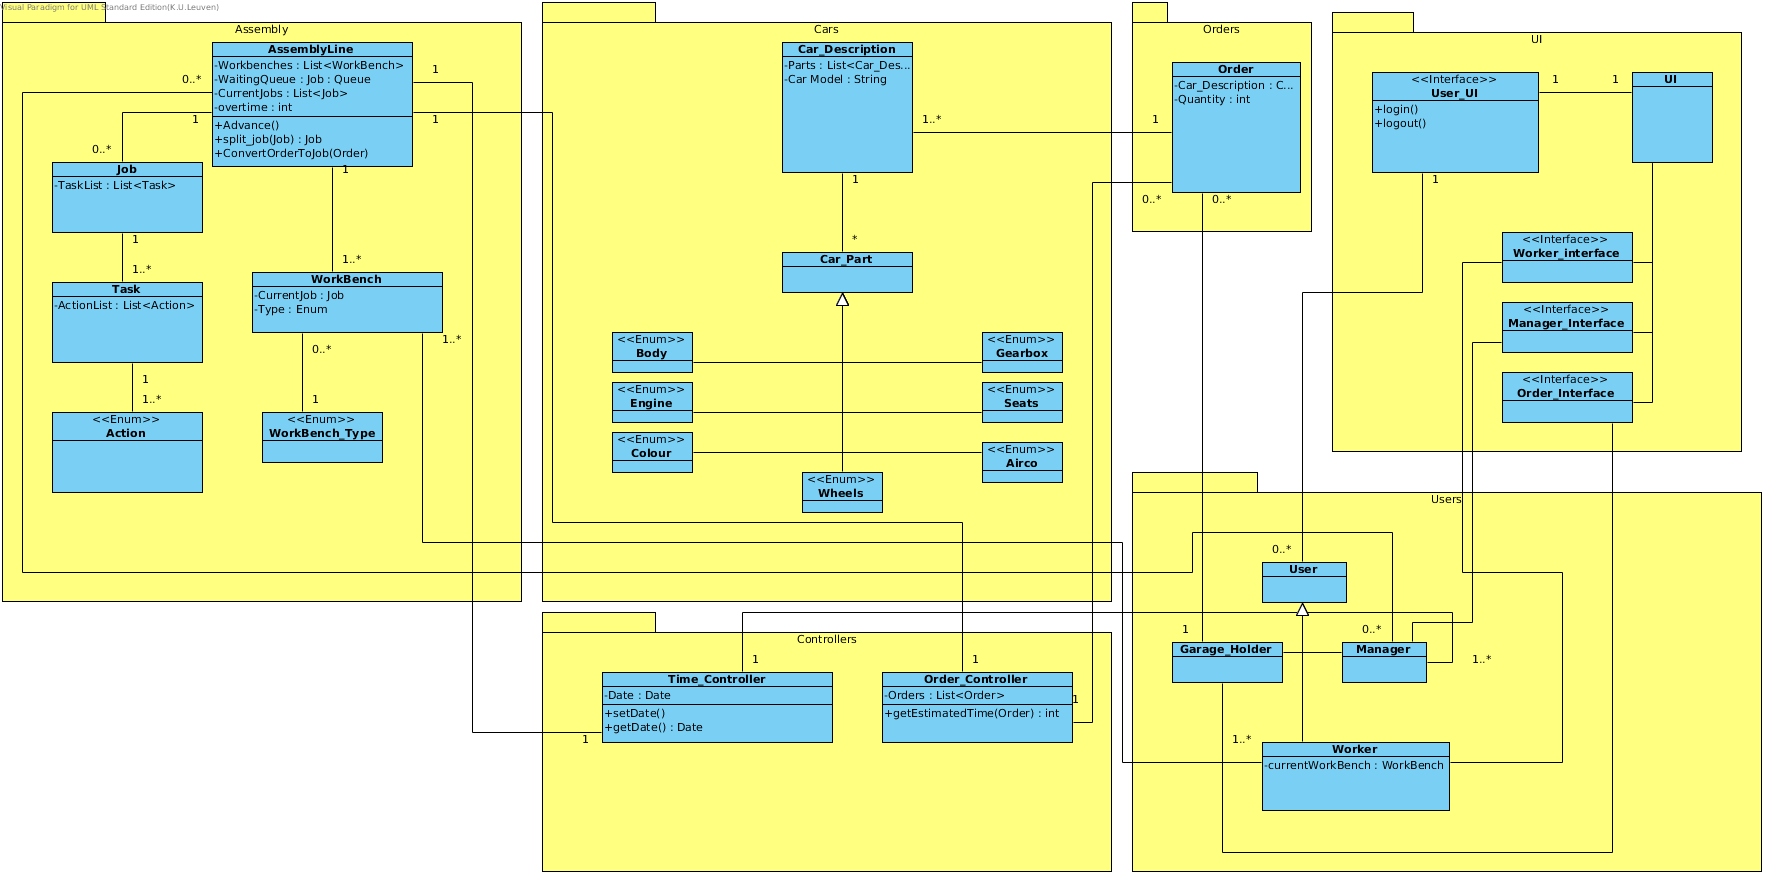 Visual Paradigm for UML Standard Edition(K.U.Leuven)
Assembly
AssemblyLine
-Workbenches : List<WorkBench>
-WaitingQueue : Job : Queue
-CurrentJobs : List<Job>
-overtime : int
+Advance()
+split_job(Job) : Job
+ConvertOrderToJob(Order)
0..*
1
1
1
1
0..*
Job
-TaskList : List<Task>
1
1..*
Task
-ActionList : List<Action>
1
1..*
<<Enum>>
Action
1..*
WorkBench
-CurrentJob : Job
-Type : Enum
0..*
1..*
1
<<Enum>>
WorkBench_Type
Cars
Car_Description
-Parts : List<Car_Des...
-Car Model : String
1..*
1
*
Car_Part
<<Enum>>
Body
<<Enum>>
Gearbox
<<Enum>>
Engine
<<Enum>>
Seats
<<Enum>>
Colour
<<Enum>>
Airco
<<Enum>>
Wheels
Orders
Order
-Car_Description : C...
-Quantity : int
1
0..*
0..*
UI
<<Interface>>
User_UI
+login()
+logout()
1
1
UI
1
<<Interface>>
Worker_interface
<<Interface>>
Manager_Interface
<<Interface>>
Order_Interface
Controllers
1
Time_Controller
-Date : Date
+setDate()
+getDate() : Date
1
1
Order_Controller
-Orders : List<Order>
+getEstimatedTime(Order) : int
1
Users
0..*
User
1
Garage_Holder
0..*
Manager
1..*
1..*
Worker
-currentWorkBench : WorkBench